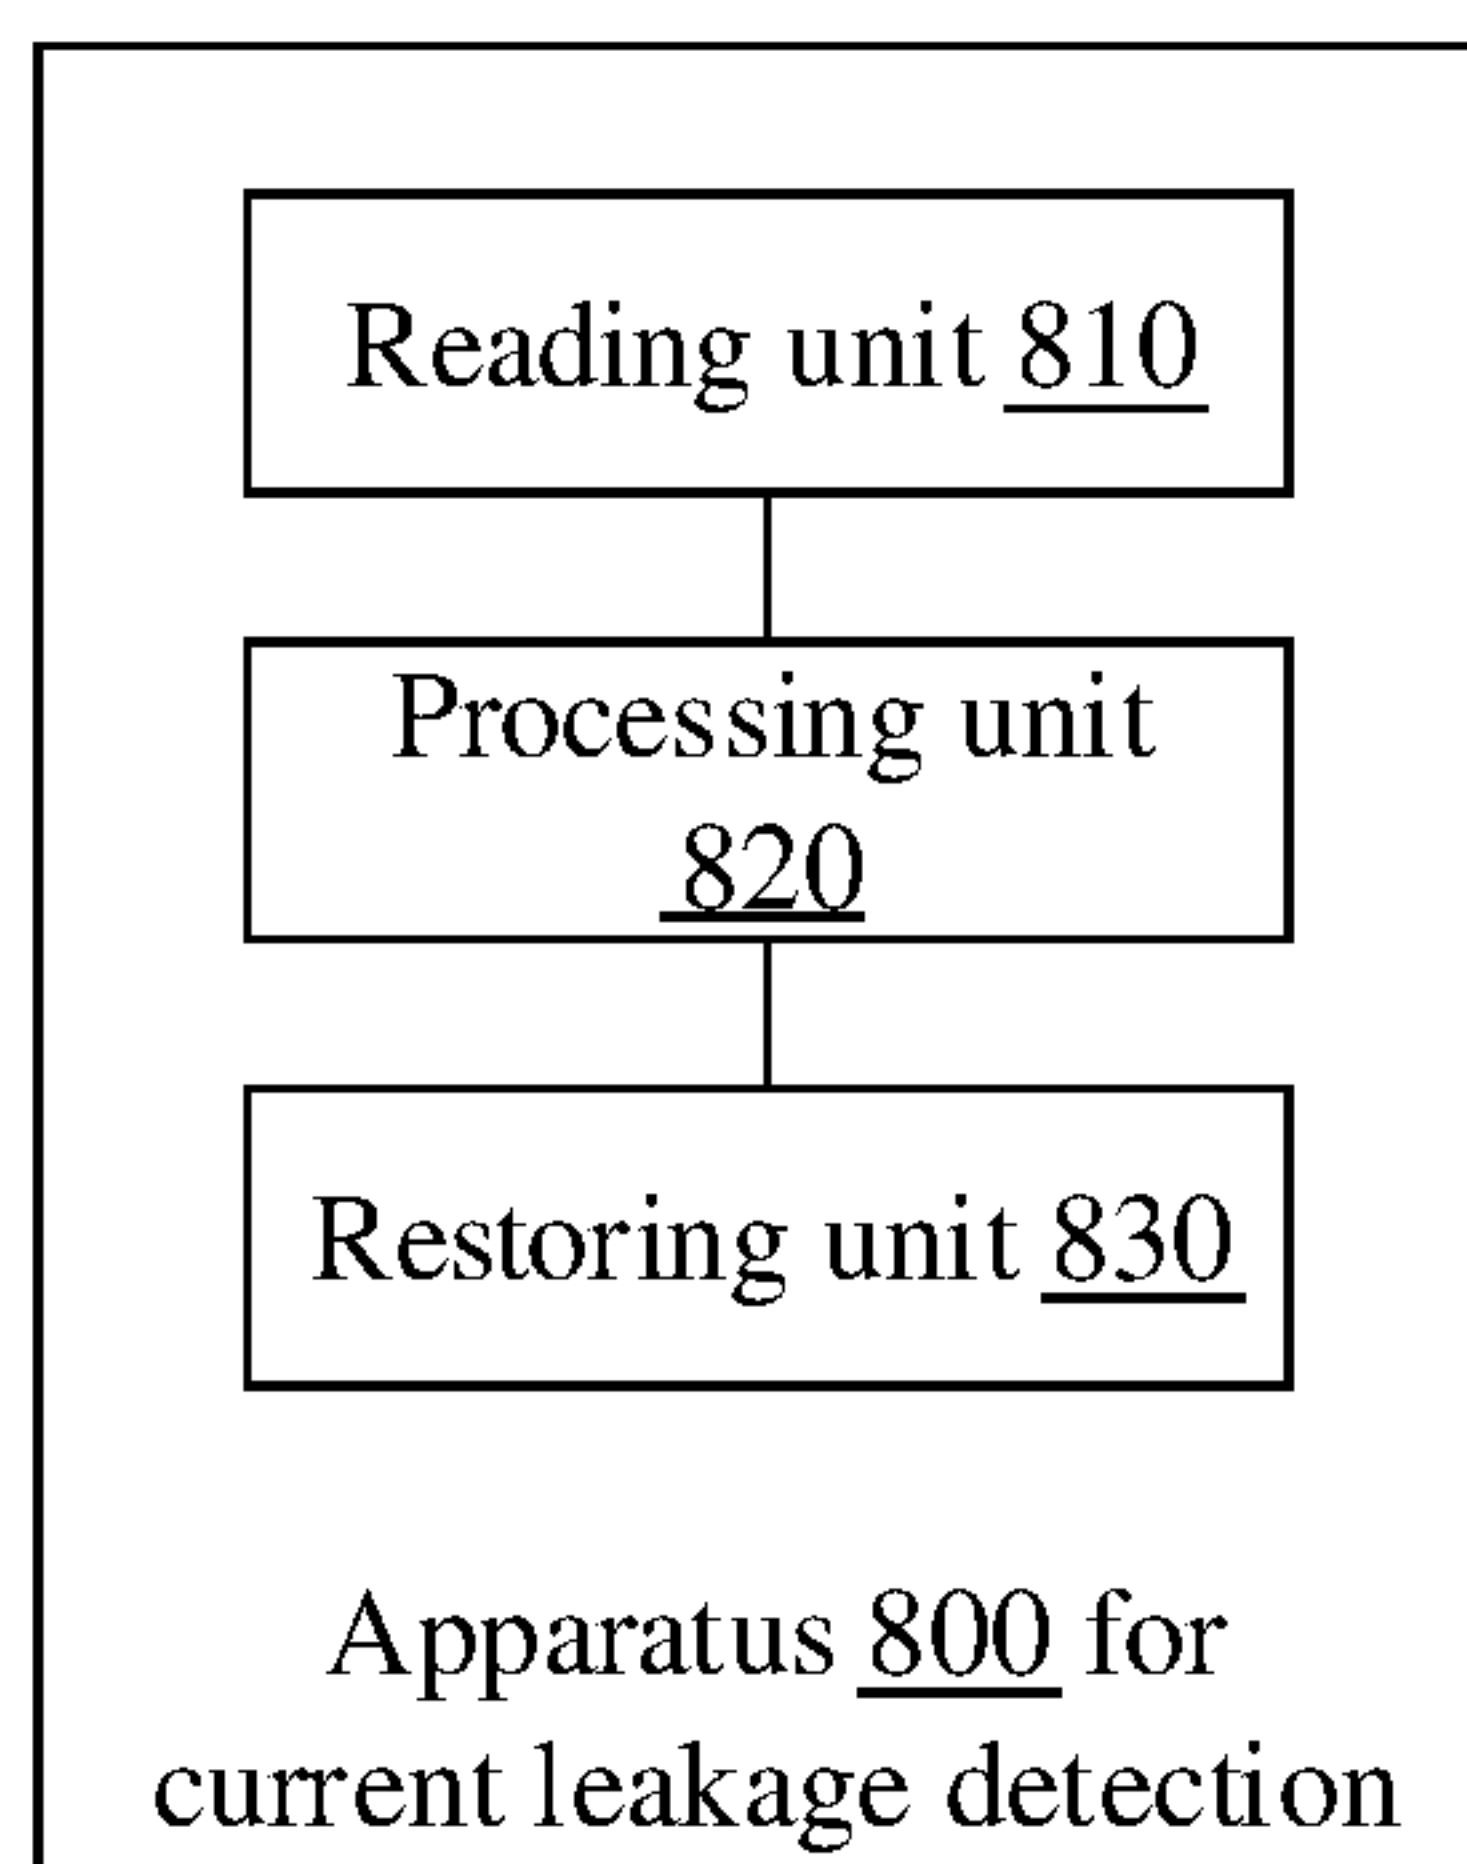 Reading unit 810
Processing unit
820
Restoring unit 830
Apparatus 800 for
current leakage detection